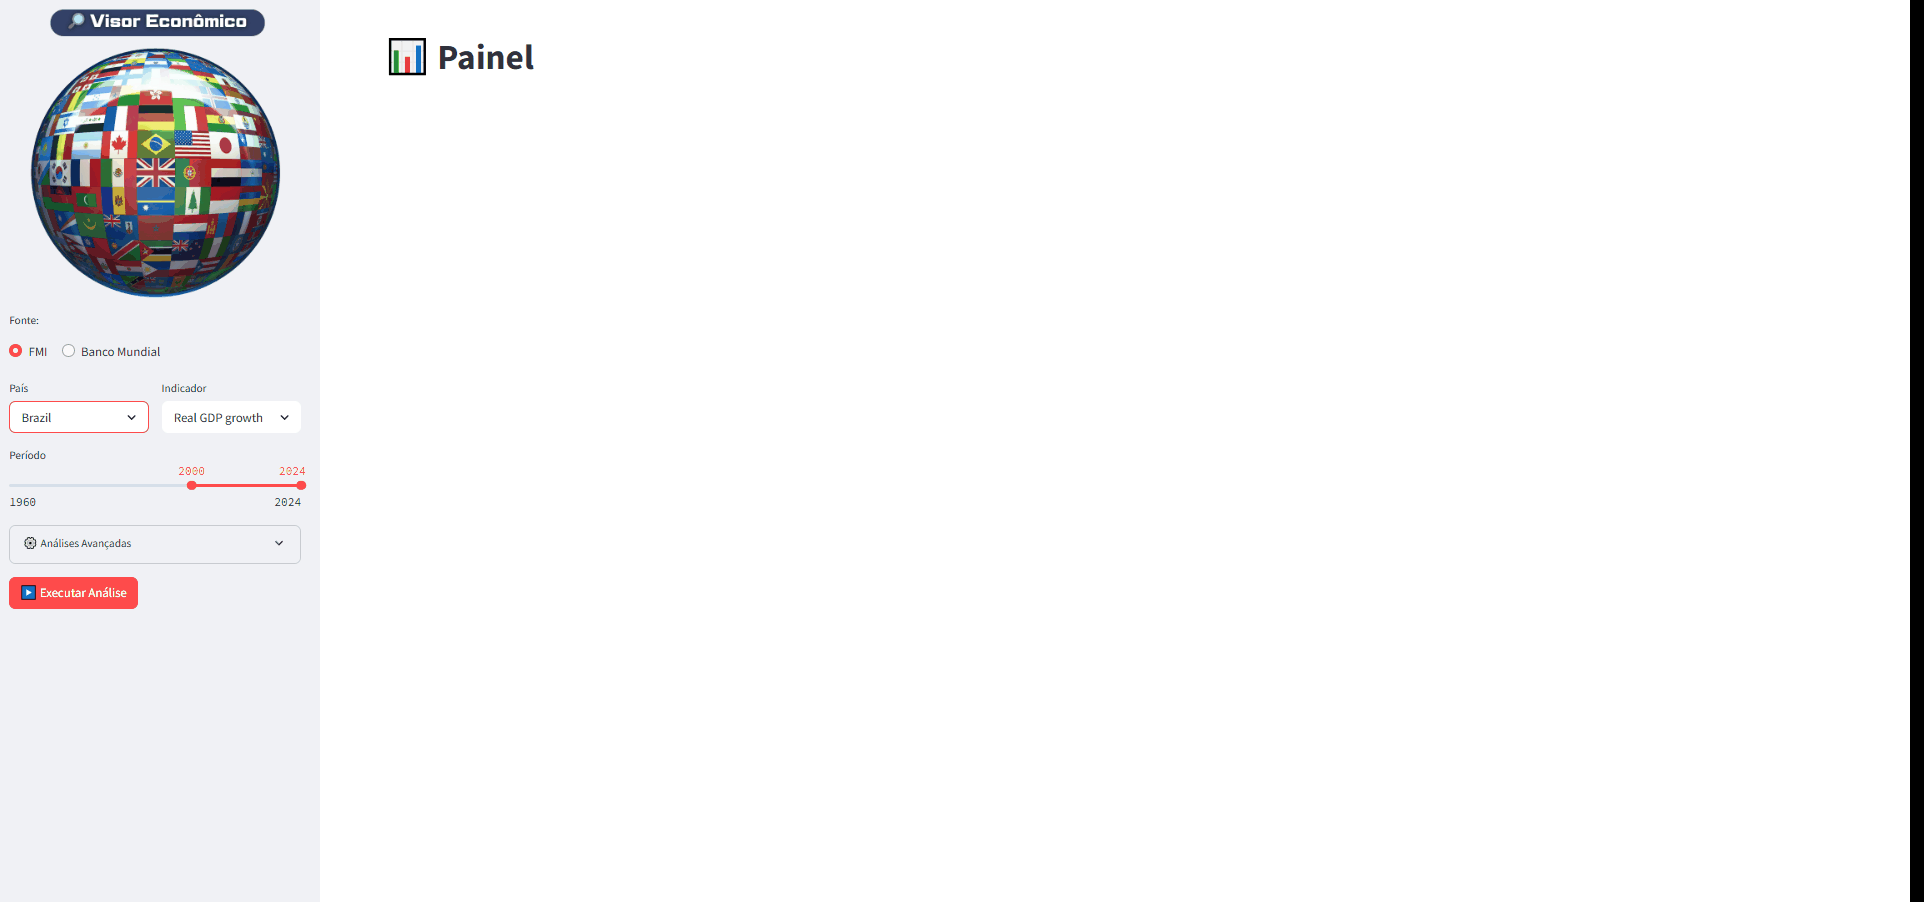 🔎 Visor Econômico
📊 Painel
Fonte:
FMI
Banco Mundial
País
Indicador
Brazil
Real GDP growth
Período
2000
2024
1960
2024
Análises Avançadas
Executar Análise